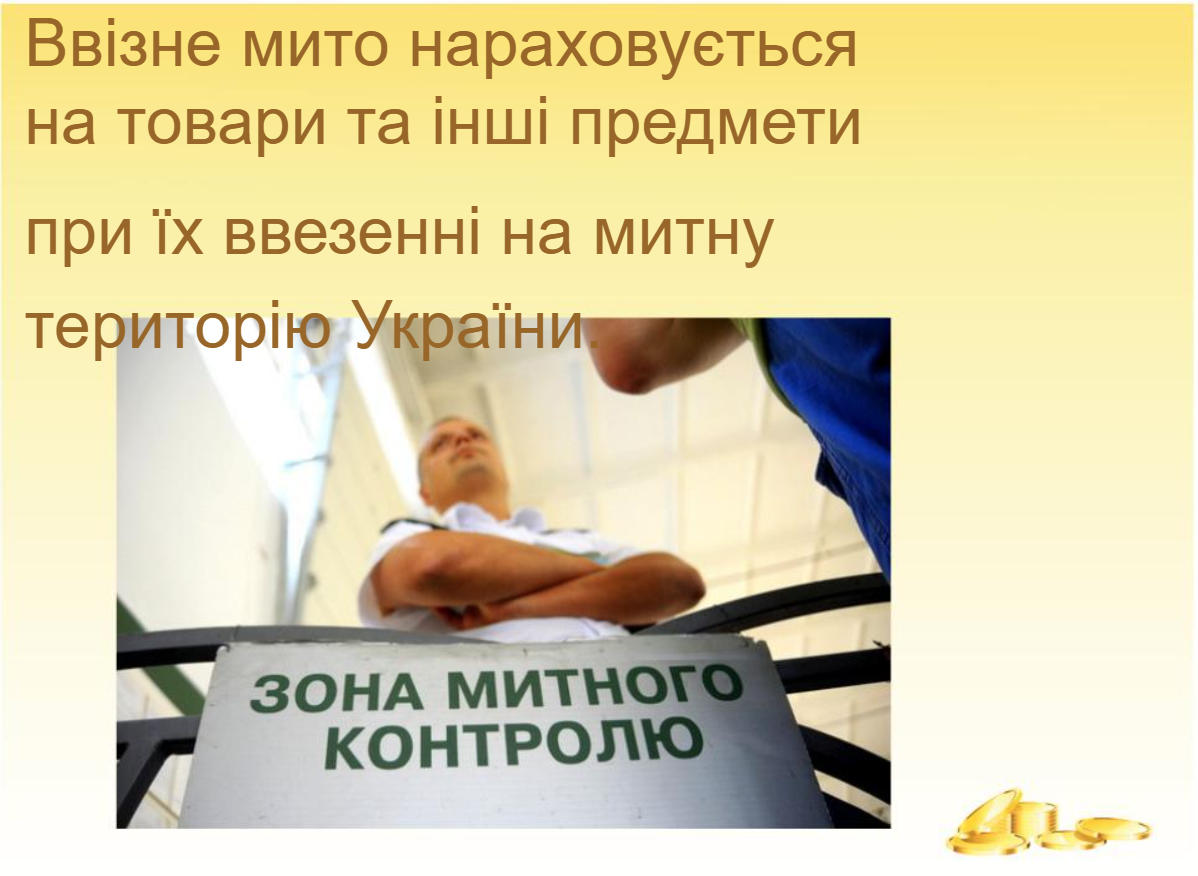 Ввізне мито нараховується
на товари та інші предмети
при їх ввезенні на митну
територію України.
ЗОНА МИТНОГО
КОНТРОЛЮ